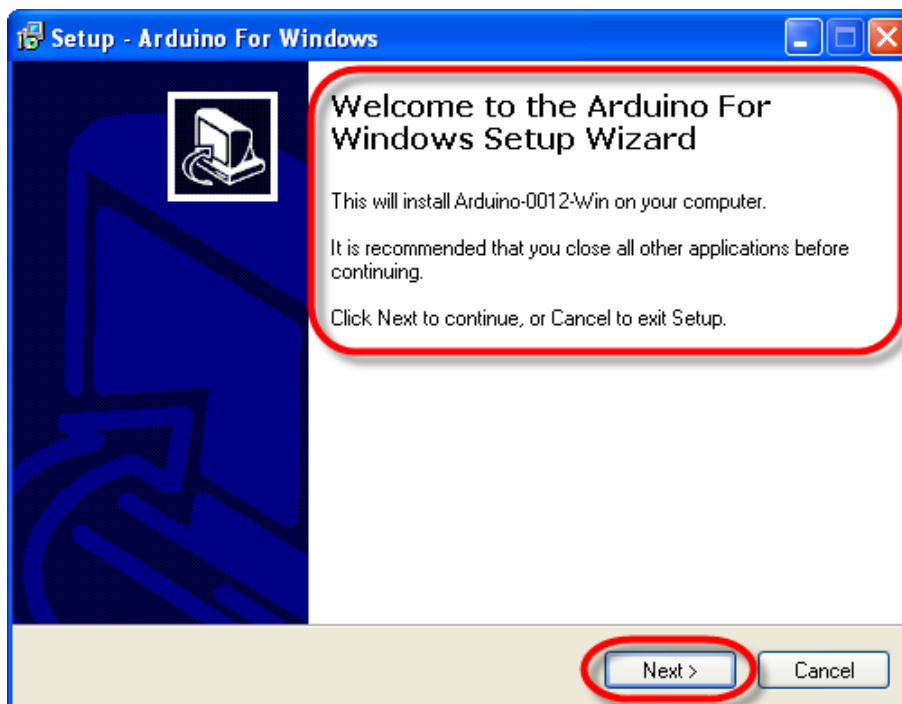 Setup - Arduino For Windows
Welcome to the Arduino For
Windows Setup Wizard
This will install Arduino-0012-Win on your computer.
It is recommended that you close all other applications before
continuing.
Click Next to continue, or Cancel to exit Setup.
Next >
Cancel